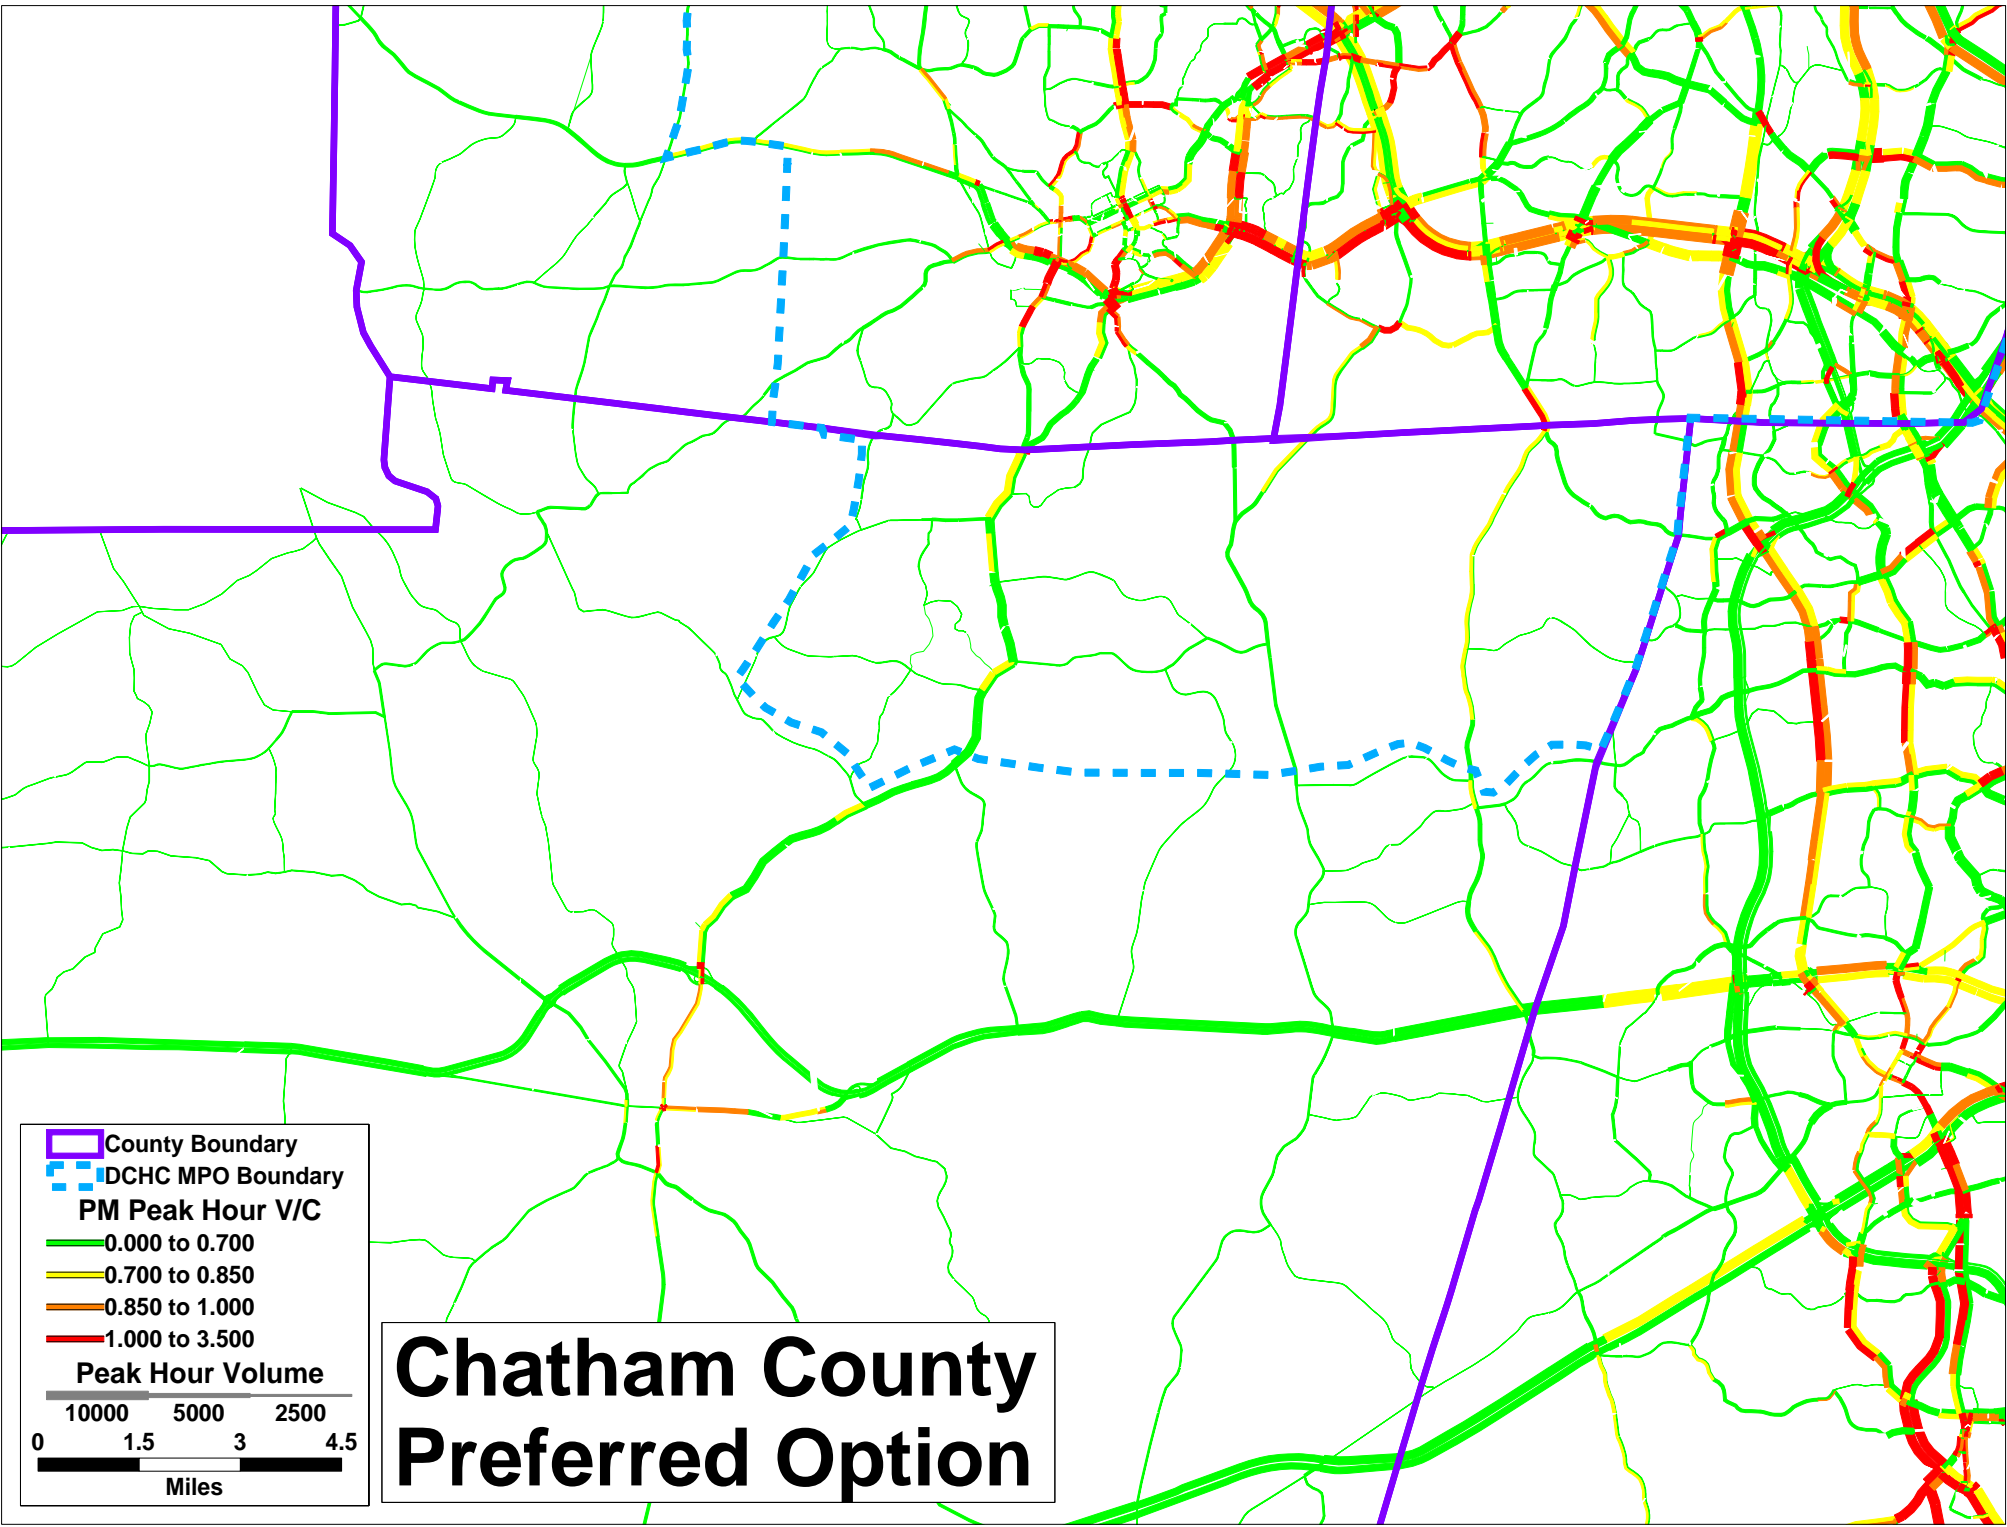 County Boundary
DCHC MPO Boundary
PM Peak Hour V/C
0.000 to 0.700
0.700 to 0.850
0.850 to 1.000
1.000 to 3.500
Peak Hour Volume
10000 5000 2500
0 1.5 3 4.5
Miles
Chatham County
Preferred Option